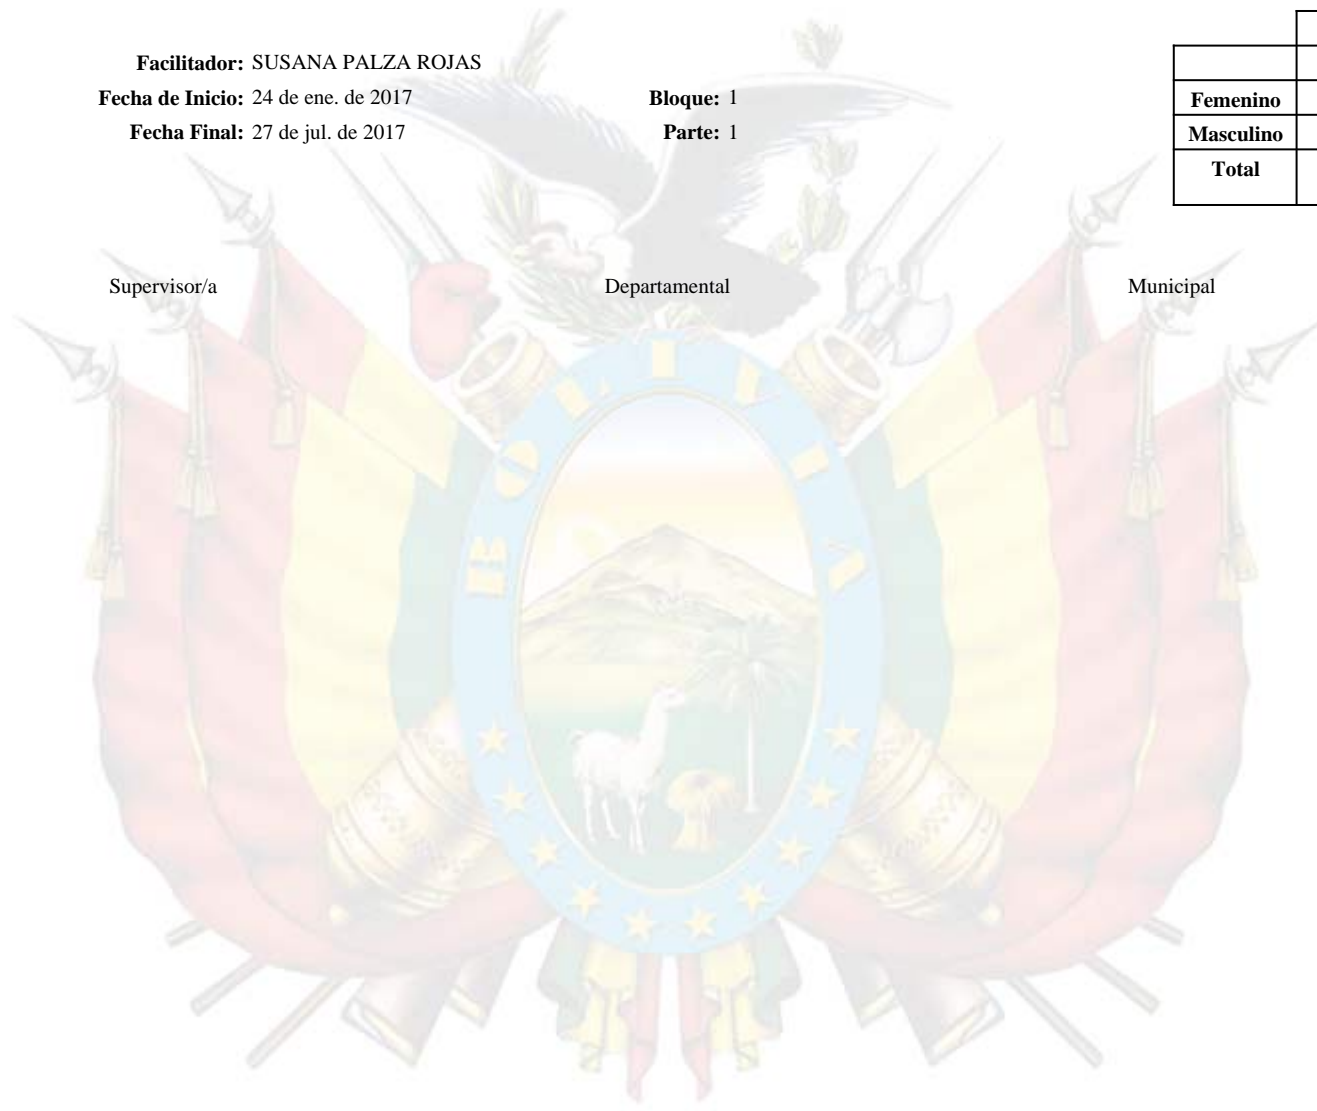 Facilitador: SUSANA PALZA ROJAS
Fecha de Inicio: 24 de ene. de 2017 Bloque: 1
Fecha Final: 27 de jul. de 2017 Parte: 1
Femenino
Masculino
Total
Supervisor/a Departamental Municipal
BOLIVIA